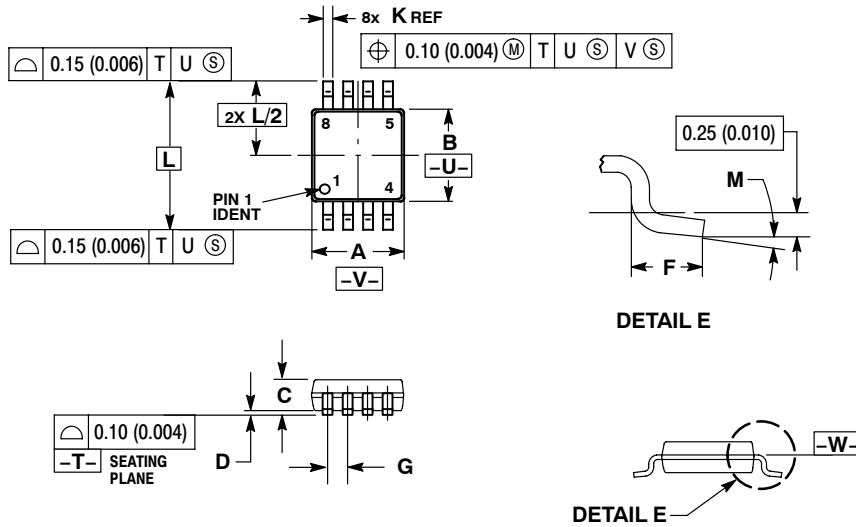 8x K REF
⌓ 0.15 (0.006) T U Ⓢ
⌖ 0.10 (0.004) Ⓜ T U Ⓢ V Ⓢ
2X L/2
8 5
B
-U-
L
PIN 1
IDENT
1
4
⌓ 0.15 (0.006) T U Ⓢ
A
-V-
0.25 (0.010)
M
F
DETAIL E
C
⌓ 0.10 (0.004)
-T- SEATING
PLANE
D
G
-W-
DETAIL E